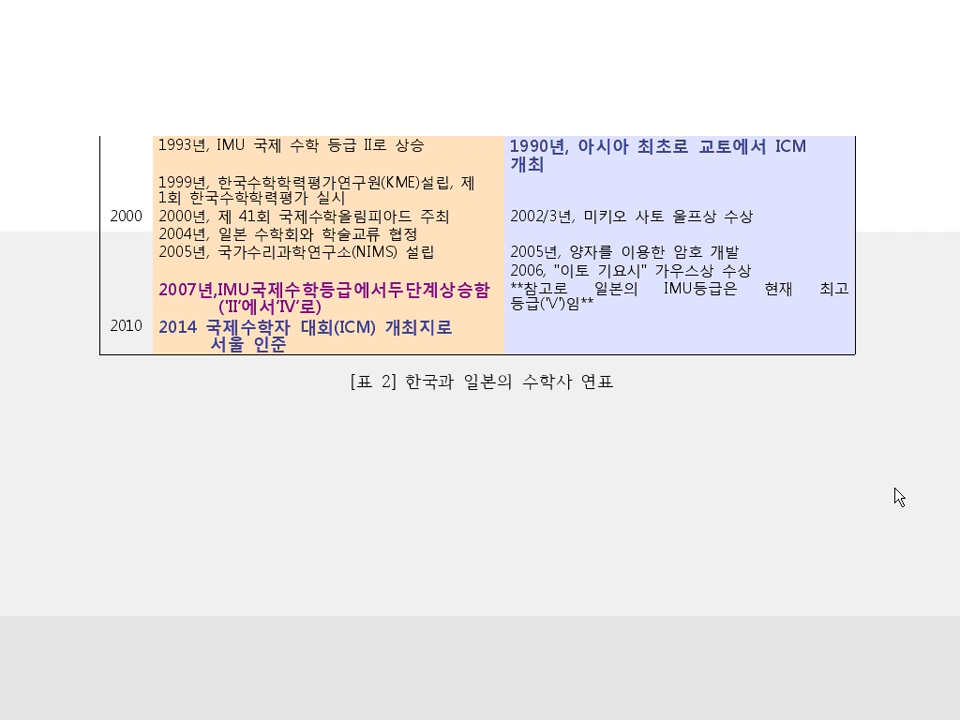 1993년, IMU 국제 수학 등급 II로 상승
1999년, 한국수학학력평가연구원(KME)설립, 제
1회 한국수학학력평가 실시
2000
2000년, 제 41회 국제수학올림피아드 주최
2004년, 일본 수학회와 학술교류 협정
2005년, 국가수리과학연구소(NIMS) 설립
2007년,IMU국제수학등급에서두단계상승함
('II'에서'IV'로)
2010
2014 국제수학자 대회(ICM) 개최지로
서울 인준
1990년, 아시아 최초로 교토에서 ICM
개최
2002/3년, 미키오 사토 울프상 수상
2005년, 양자를 이용한 암호 개발
2006, "이토 기요시" 가우스상 수상
**참고로 일본의 IMU등급은 현재 최고
등급('V')임**
[표 2] 한국과 일본의 수학사 연표